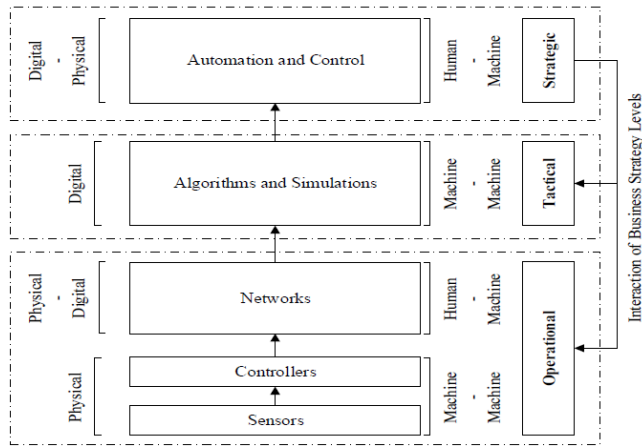 Digital
-
Physical
Automation and Control
Human
-
Machine
Strategic
Digital
Algorithms and Simulations
Machine
-
Machine
Tactical
Physical
-
Digital
Networks
Human
-
Machine
Operational
Physical
Controllers
Sensors
Machine
-
Machine
Interaction of Business Strategy Levels